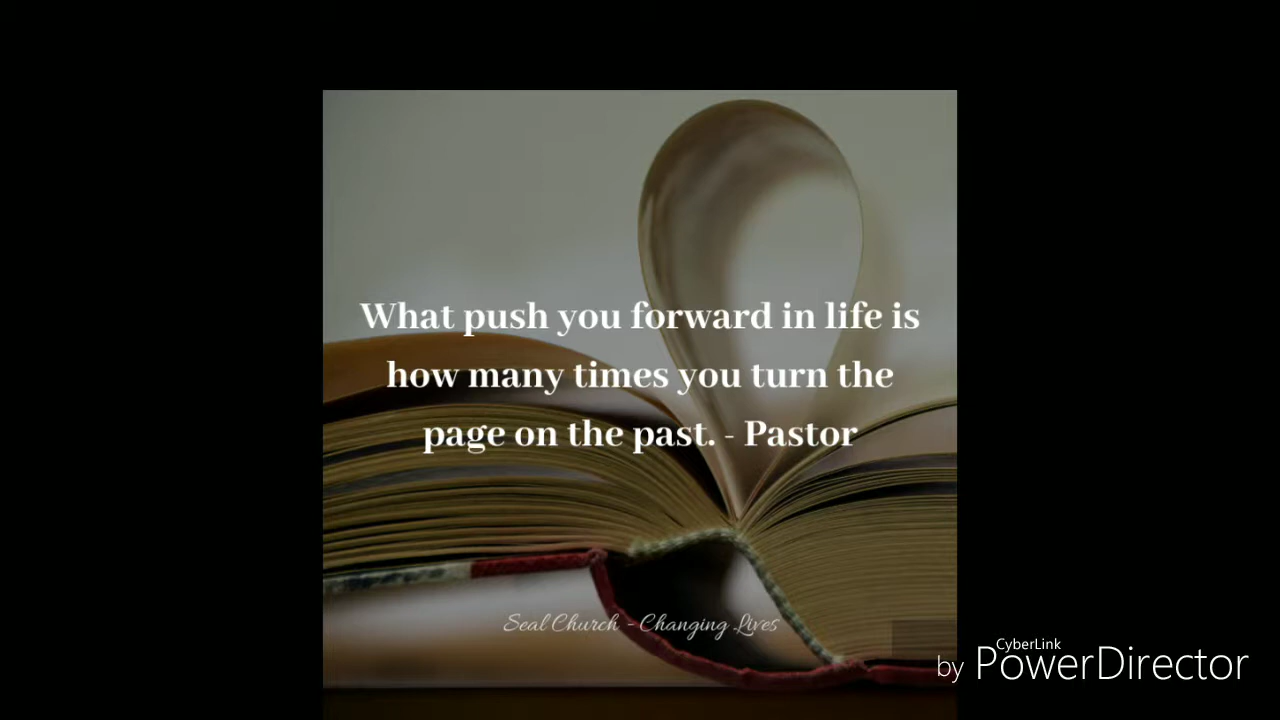 What push you forward in life is
how many times you turn the
page on the past. - Pastor
Seal Church - Changing Lives
CyberLink
by PowerDirector